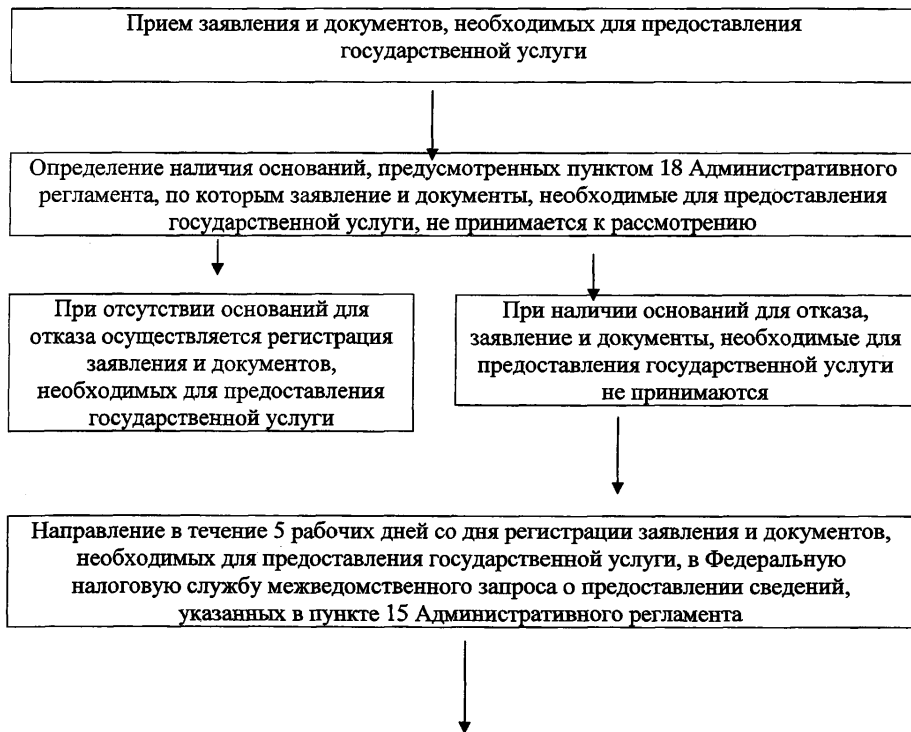 Прием заявления и документов, необходимых для предоставления
государственной услуги
Определение наличия оснований, предусмотренных пунктом 18 Административного
регламента, по которым заявление и документы, необходимые для предоставления
государственной услуги, не принимается к рассмотрению
При отсутствии оснований для
отказа осуществляется регистрация
заявления и документов,
необходимых для предоставления
государственной услуги
При наличии оснований для отказа,
заявление и документы, необходимые для
предоставления государственной услуги
не принимаются
Направление в течение 5 рабочих дней со дня регистрации заявления и документов,
необходимых для предоставления государственной услуги, в Федеральную
налоговую службу межведомственного запроса о предоставлении сведений,
указанных в пункте 15 Административного регламента